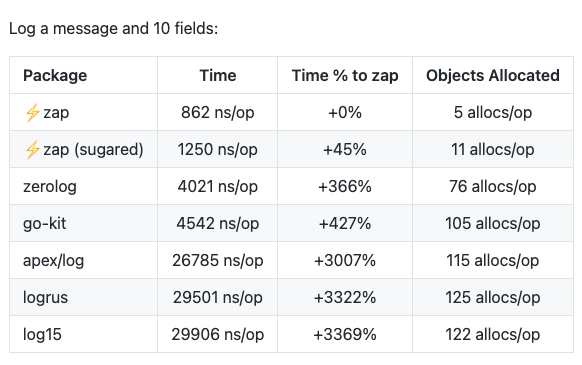 Log a message and 10 fields:
Package Time Time % to zap Objects Allocated
⚡ zap 862 ns/op +0% 5 allocs/op
⚡ zap (sugared) 1250 ns/op +45% 11 allocs/op
zerolog 4021 ns/op +366% 76 allocs/op
go-kit 4542 ns/op +427% 105 allocs/op
apex/log 26785 ns/op +3007% 115 allocs/op
logrus 29501 ns/op +3322% 125 allocs/op
log15 29906 ns/op +3369% 122 allocs/op